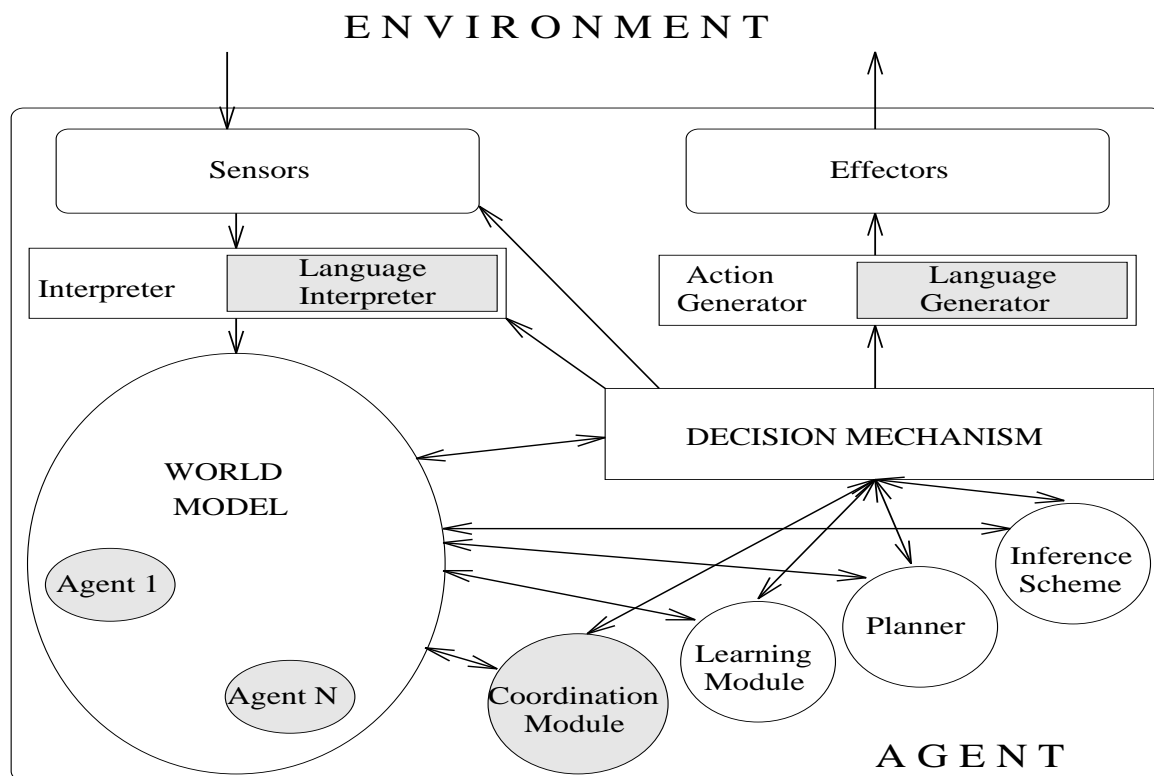 ENVIRONMENT
Sensors
Effectors
Interpreter
Language
Interpreter
Action
Generator
Language
Generator
DECISION MECHANISM
WORLD
MODEL
Agent 1
Agent N
Coordination
Module
Learning
Module
Planner
Inference
Scheme
AGENT